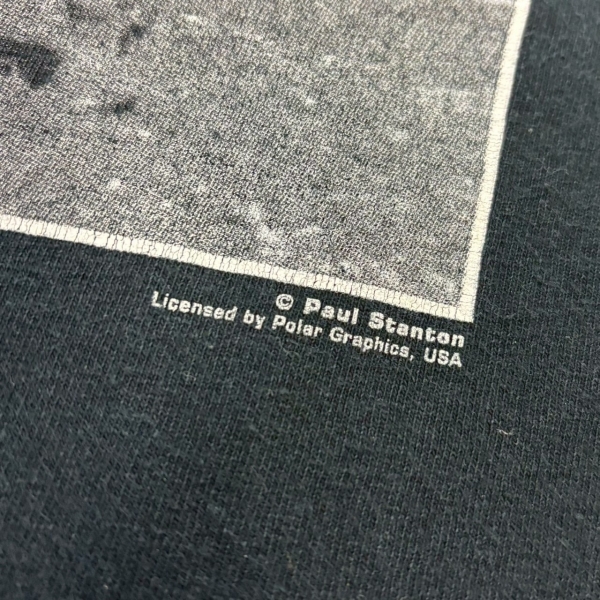 © Paul Stanton
Licensed by Polar Graphics, USA